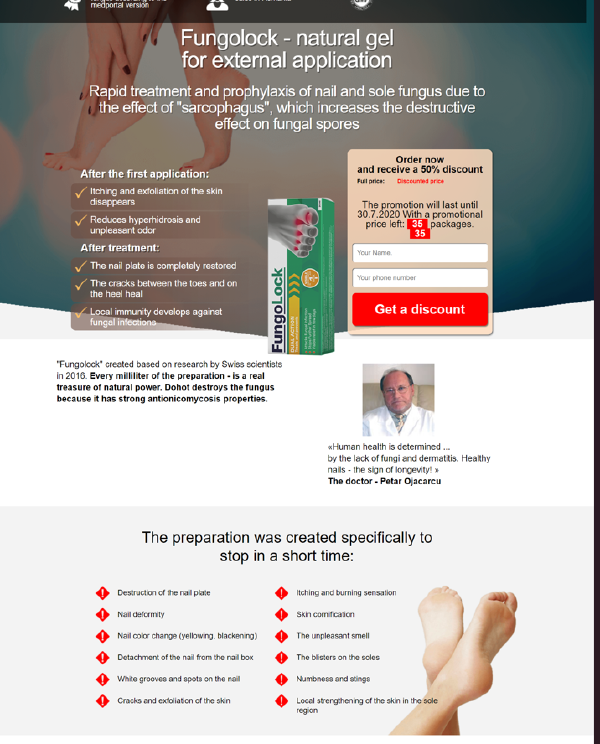 medportal version
Fungolock - natural gel
for external application
Rapid treatment and prophylaxis of nail and sole fungus due to
the effect of "sarcophagus", which increases the destructive
effect on fungal spores
After the first application:
Itching and exfoliation of the skin
disappears
Reduces hyperhidrosis and
unpleasant odor
After treatment:
The nail plate is completely restored
The cracks between the toes and on
the heel heal
Local immunity develops against
fungal infections
FungoLock
Order now
and receive a 50% discount
Full price: Discounted price
The promotion will last until
30.7.2020 With a promotional
price left: 35 packages.
35
Your Name.
Your phone number
Get a discount
"Fungolock" created based on research by Swiss scientists
in 2016. Every milliliter of the preparation - is a real
treasure of natural power. Dohot destroys the fungus
because it has strong antionicomycosis properties.
«Human health is determined ...
by the lack of fungi and dermatitis. Healthy
nails - the sign of longevity! »
The doctor - Petar Ojacarcu
The preparation was created specifically to
stop in a short time:
Destruction of the nail plate
Nail deformity
Nail color change (yellowing, blackening)
Detachment of the nail from the nail box
White grooves and spots on the nail
Cracks and exfoliation of the skin
Itching and burning sensation
Skin cornification
The unpleasant smell
The blisters on the soles
Numbness and stings
Local strengthening of the skin in the sole
region